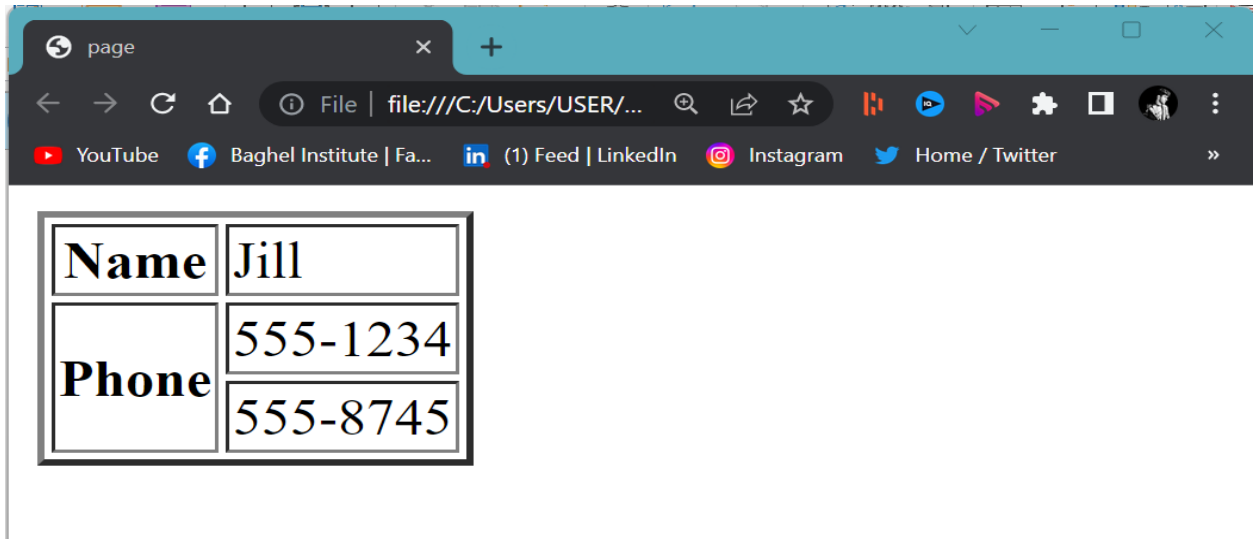 page
File | file:///C:/Users/USER/...
YouTube Baghel Institute | Fa... in (1) Feed | LinkedIn Instagram Home / Twitter »
Name Jill
Phone 555-1234
555-8745